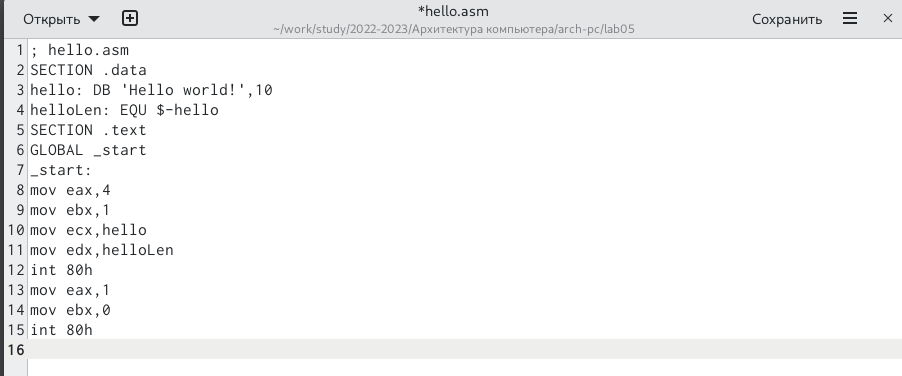 Открыть
*hello.asm
~/work/study/2022-2023/Архитектура компьютера/arch-pc/lab05
Сохранить
1 ; hello.asm
2 SECTION .data
3 hello: DB 'Hello world!',10
4 helloLen: EQU $-hello
5 SECTION .text
6 GLOBAL _start
7 _start:
8 mov eax,4
9 mov ebx,1
10 mov ecx,hello
11 mov edx,helloLen
12 int 80h
13 mov eax,1
14 mov ebx,0
15 int 80h
16